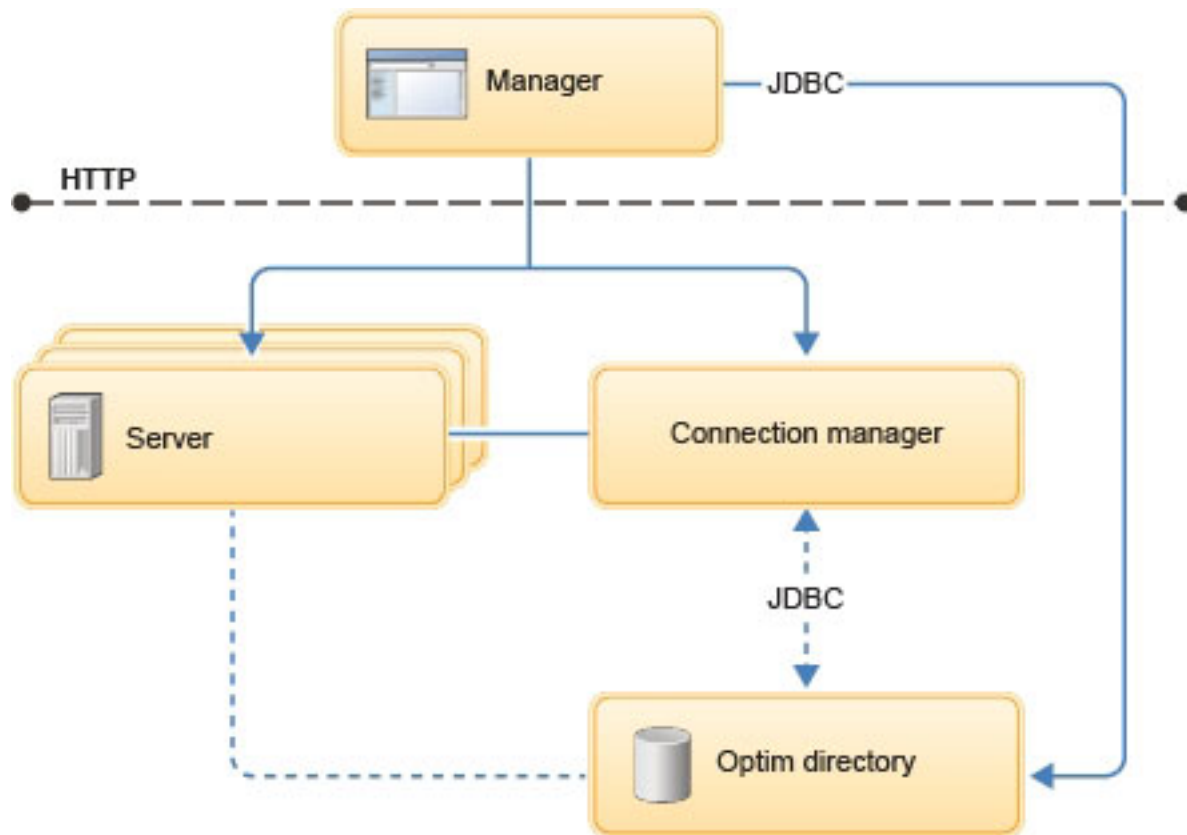 Manager
JDBC
HTTP
Server
Connection manager
JDBC
Optim directory